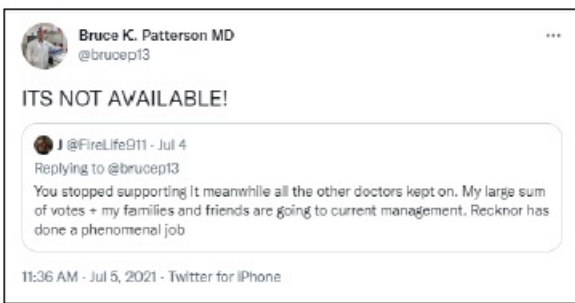 Bruce K. Patterson MD
@brucep13
ITS NOT AVAILABLE!
J @FireLife911 · Jul 4
Replying to @brucep13
You stopped supporting it meanwhile all the other doctors kept on. My large sum
of votes + my families and friends are going to current management. Recknor has
done a phenomenal job
11:36 AM · Jul 5, 2021 · Twitter for iPhone